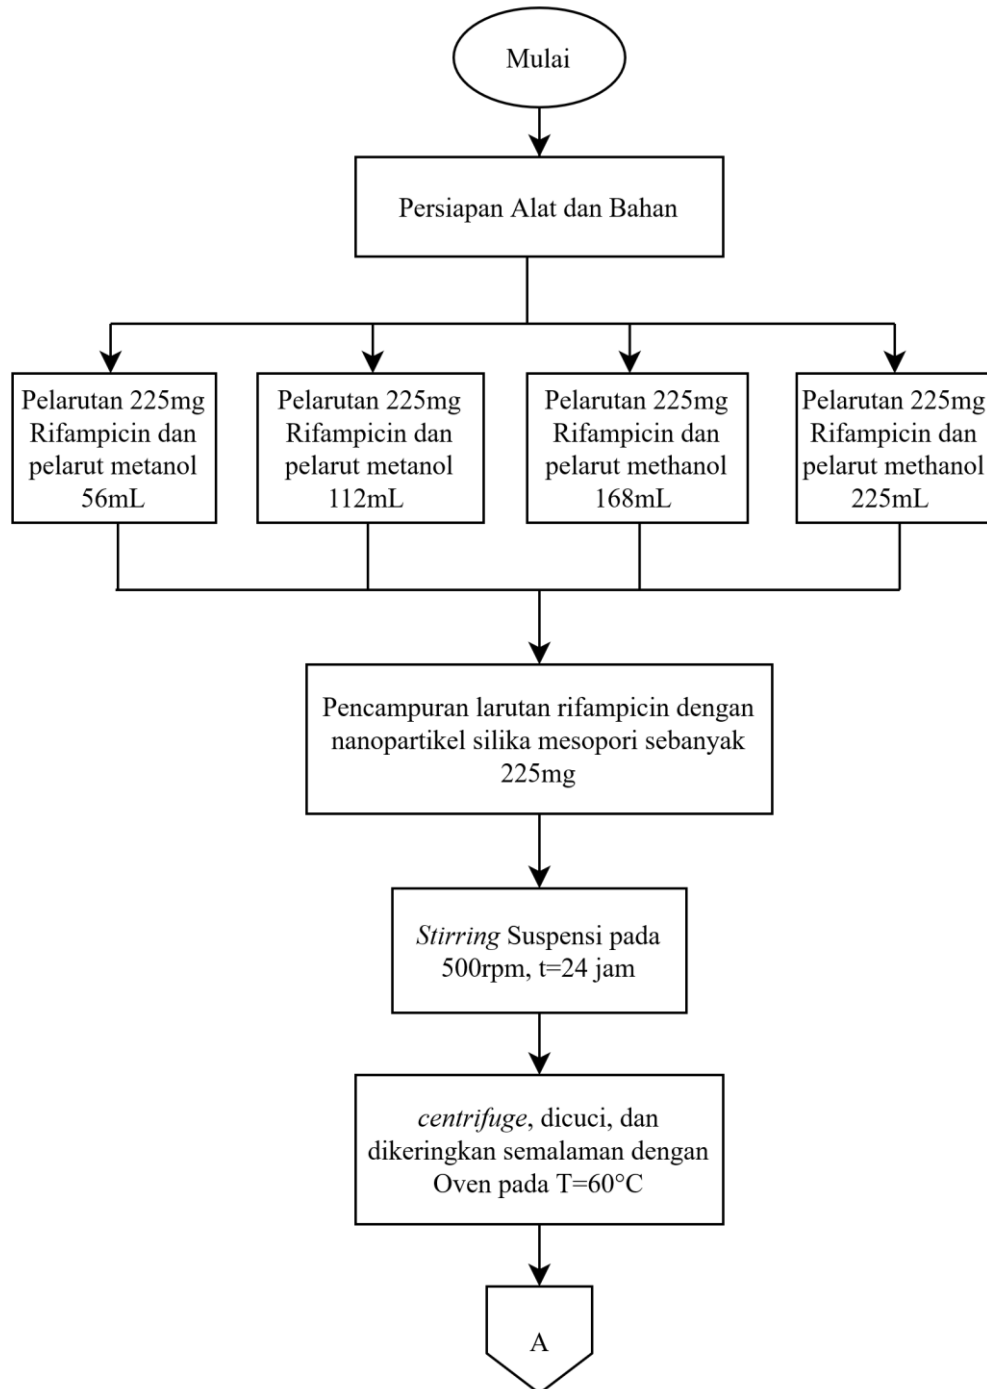 Mulai
Persiapan Alat dan Bahan
Pelarutan 225mg
Rifampicin dan
pelarut metanol
56mL
Pelarutan 225mg
Rifampicin dan
pelarut metanol
112mL
Pelarutan 225mg
Rifampicin dan
pelarut methanol
168mL
Pelarutan 225mg
Rifampicin dan
pelarut methanol
225mL
Pencampuran larutan rifampicin dengan
nanopartikel silika mesopori sebanyak
225mg
Stirring Suspensi pada
500rpm, t=24 jam
centrifuge, dicuci, dan
dikeringkan semalaman dengan
Oven pada T=60°C
A